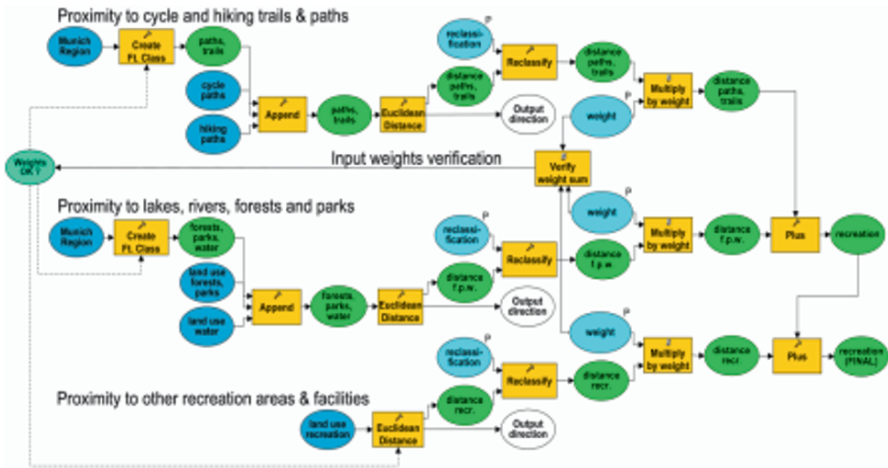 Proximity to cycle and hiking trails & paths
Munich
Region
Create
Ft. Class
paths,
trails
cycle
paths
hiking
paths
Append
paths,
trails
Euclidean
Distance
reclassi-
fication
P
distance
paths,
trails
Output
direction
Reclassify
distance
paths,
trails
weight
P
Multiply
by weight
distance
paths,
trails
Weights
OK ?
Input weights verification
Verify
weight sum
Proximity to lakes, rivers, forests and parks
Munich
Region
Create
Ft. Class
forests,
parks,
water
land use
forests,
parks
land use
water
Append
forests,
parks,
water
Euclidean
Distance
reclassi-
fication
P
distance
f.p.w.
Output
direction
Reclassify
weight
P
distance
f.p.w.
Multiply
by weight
distance
f.p.w.
Plus
recreation
Proximity to other recreation areas & facilities
land use
recreation
Euclidean
Distance
reclassi-
fication
P
distance
recr.
Output
direction
Reclassify
weight
P
distance
recr.
Multiply
by weight
distance
recr
Plus
recreation
(FINAL)